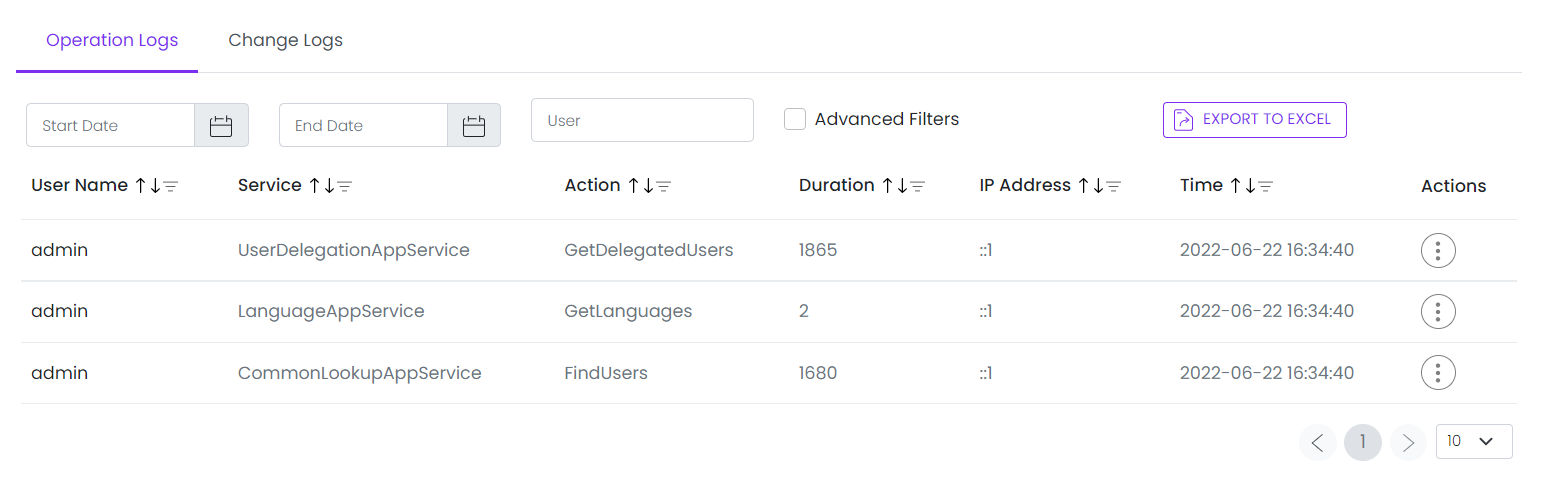 Operation Logs Change Logs
Start Date End Date User Advanced Filters EXPORT TO EXCEL
User Name Service Action Duration IP Address Time Actions
admin UserDelegationAppService GetDelegatedUsers 1865 ::1 2022-06-22 16:34:40
admin LanguageAppService GetLanguages 2 ::1 2022-06-22 16:34:40
admin CommonLookupAppService FindUsers 1680 ::1 2022-06-22 16:34:40
1 10